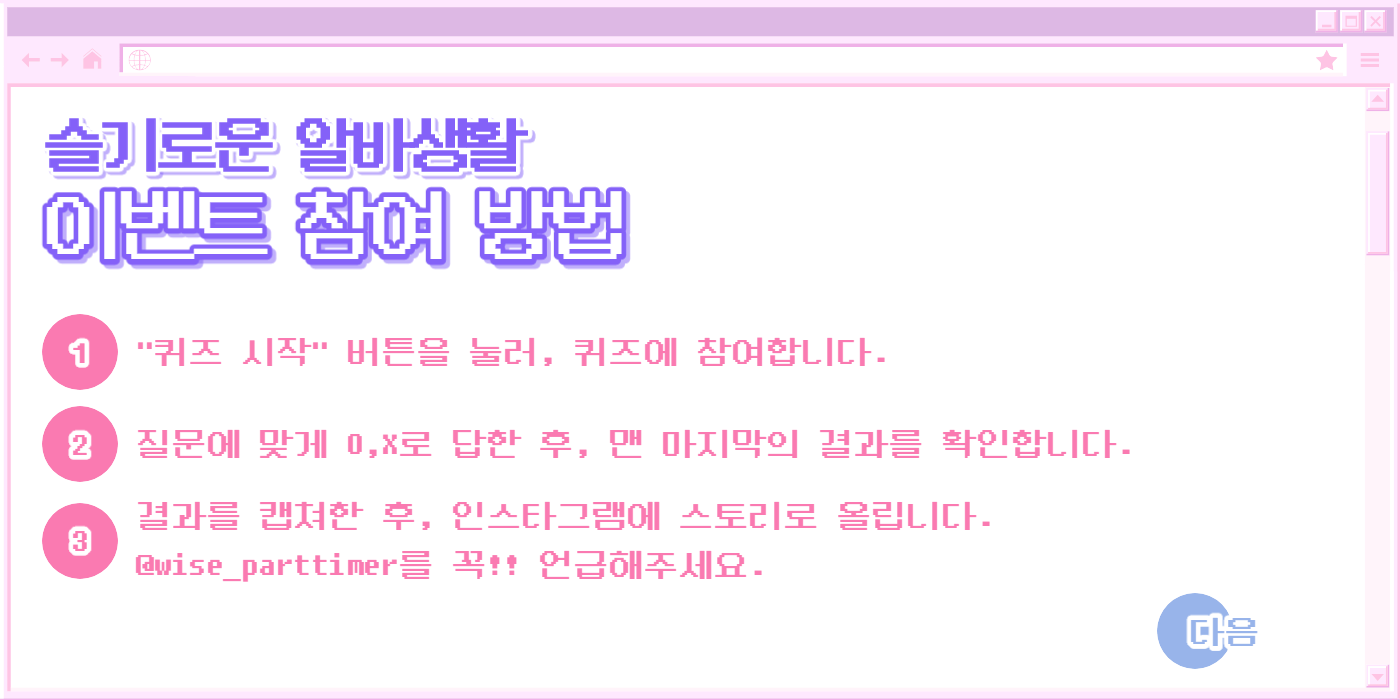 슬기로운 알바생활
이벤트 참여 방법
1 "퀴즈 시작" 버튼을 눌러, 퀴즈에 참여합니다.
2 질문에 맞게 O,X로 답한 후, 맨 마지막의 결과를 확인합니다.
3 결과를 캡쳐한 후, 인스타그램에 스토리로 올립니다.
@wise_parttimer를 꼭!! 언급해주세요.
다음